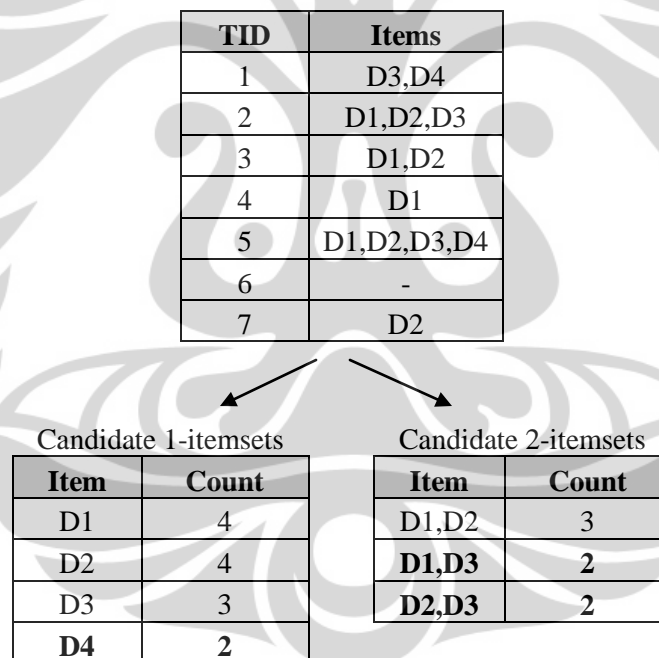 TID Items
1 D3,D4
2 D1,D2,D3
3 D1,D2
4 D1
5 D1,D2,D3,D4
6 -
7 D2
Candidate 1-itemsets Candidate 2-itemsets
Item Count Item Count
D1 4 D1,D2 3
D2 4 D1,D3 2
D3 3 D2,D3 2
D4 2